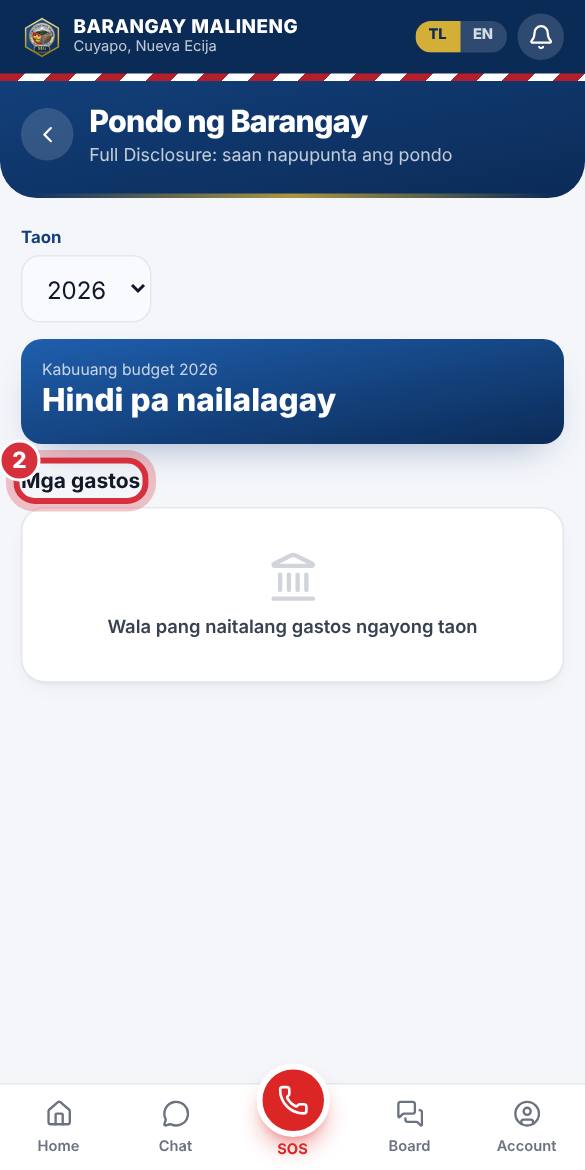 BARANGAY MALINENG
Cuyapo, Nueva Ecija
TL EN
Pondo ng Barangay
Full Disclosure: saan napupunta ang pondo
Taon
2026
Kabuuang budget 2026
Hindi pa nailalagay
2
Mga gastos
Wala pang naitalang gastos ngayong taon
Home Chat SOS Board Account